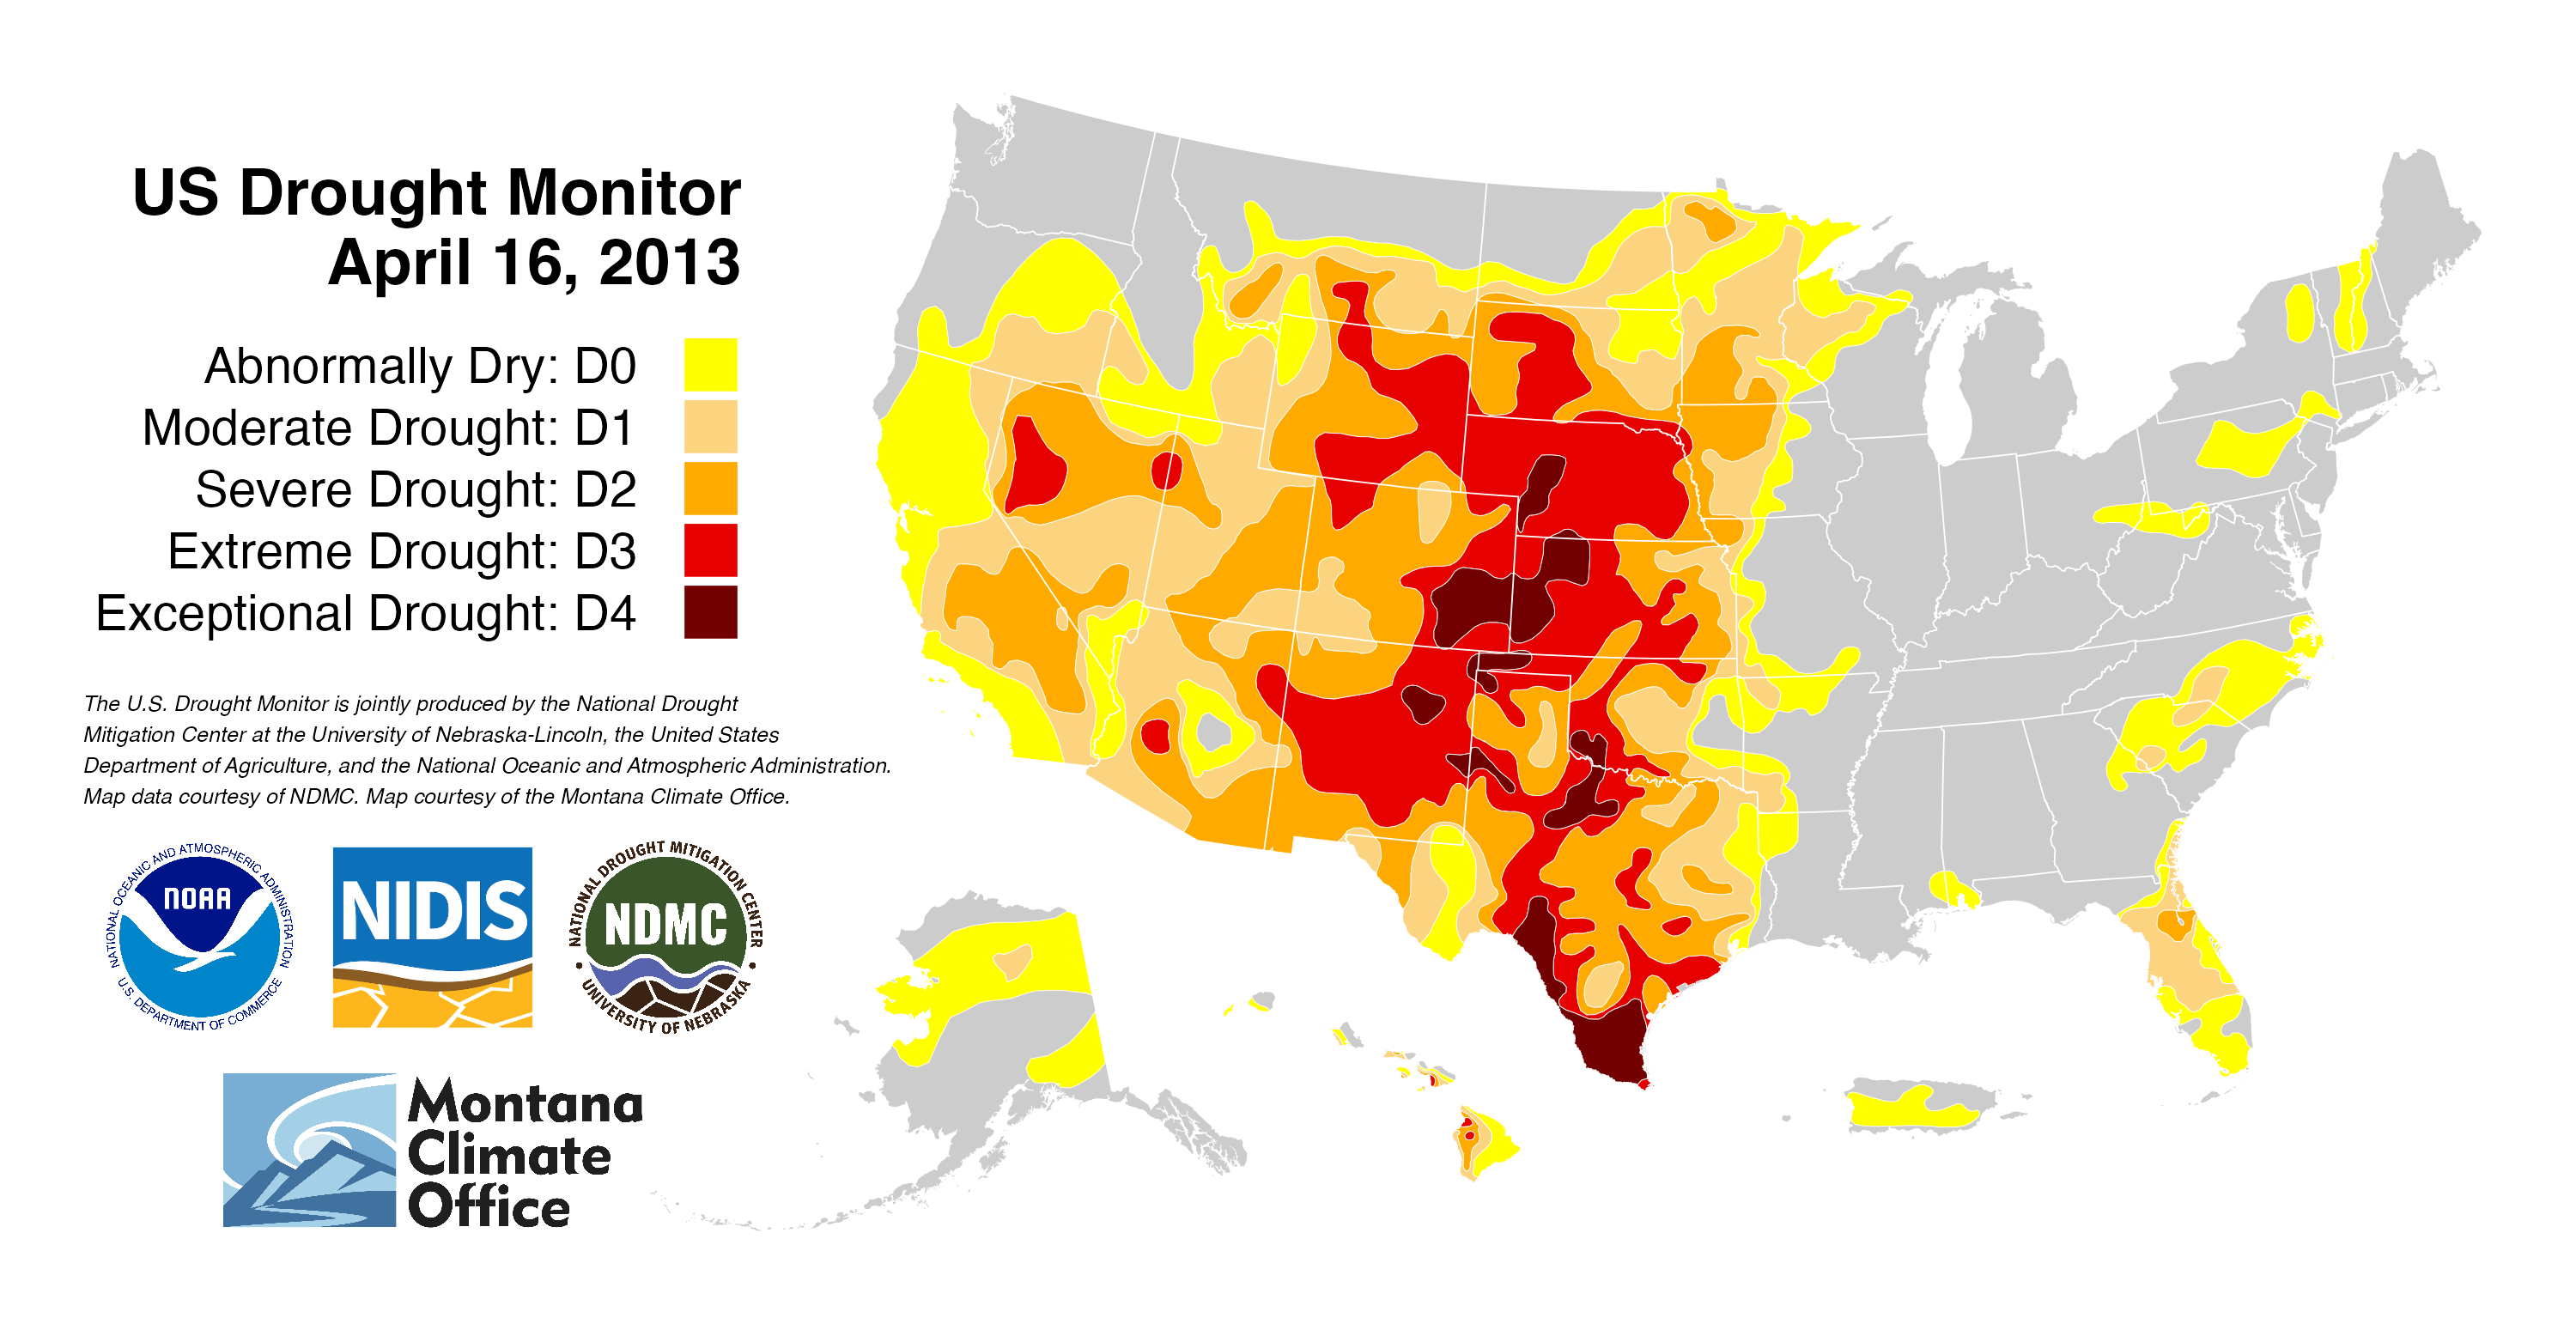 US Drought Monitor
April 16, 2013
Abnormally Dry: D0
Moderate Drought: D1
Severe Drought: D2
Extreme Drought: D3
Exceptional Drought: D4
The U.S. Drought Monitor is jointly produced by the National Drought
Mitigation Center at the University of Nebraska-Lincoln, the United States
Department of Agriculture, and the National Oceanic and Atmospheric Administration.
Map data courtesy of NDMC. Map courtesy of the Montana Climate Office.
NATIONAL OCEANIC AND ATMOSPHERIC ADMINISTRATION
NOAA
U.S. DEPARTMENT OF COMMERCE
NIDIS
NATIONAL DROUGHT MITIGATION CENTER
NDMC
UNIVERSITY OF NEBRASKA
Montana
Climate
Office